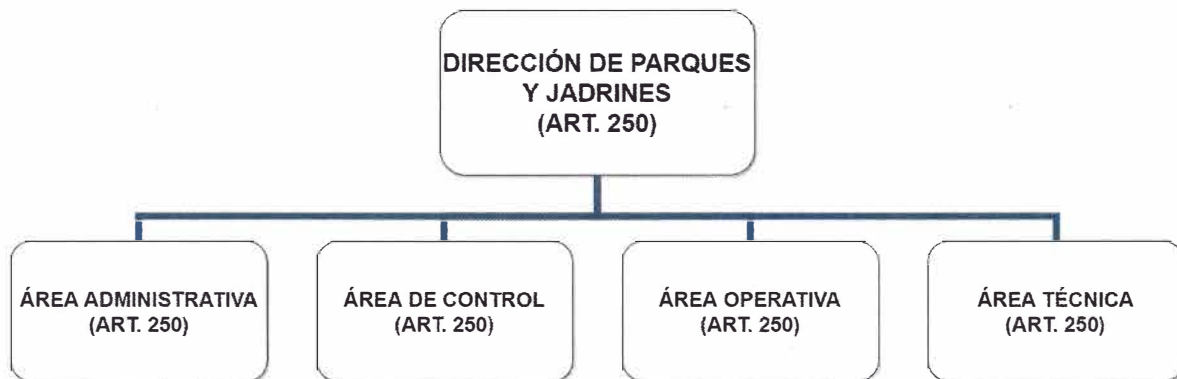 DIRECCIÓN DE PARQUES
Y JADRINES
(ART. 250)
ÁREA ADMINISTRATIVA
(ART. 250)
ÁREA DE CONTROL
(ART. 250)
ÁREA OPERATIVA
(ART. 250)
ÁREA TÉCNICA
(ART. 250)